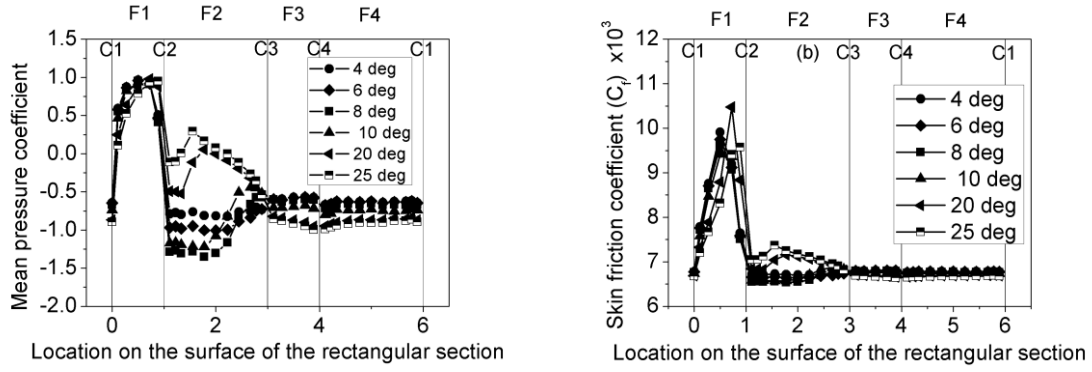 F1 F2 F3 F4
C1 C2 C3 C4 C1
1.5
1.0
0.5
0.0
-0.5
-1.0
-1.5
-2.0
Mean pressure coefficient
4 deg
6 deg
8 deg
10 deg
20 deg
25 deg
0 1 2 3 4 5 6
Location on the surface of the rectangular section
F1 F2 F3 F4
C1 C2 (b) C3 C4 C1
12
11
10
9
8
7
6
Skin friction coefficient (Cf) x10³
4 deg
6 deg
8 deg
10 deg
20 deg
25 deg
0 1 2 3 4 5 6
Location on the surface of the rectangular section